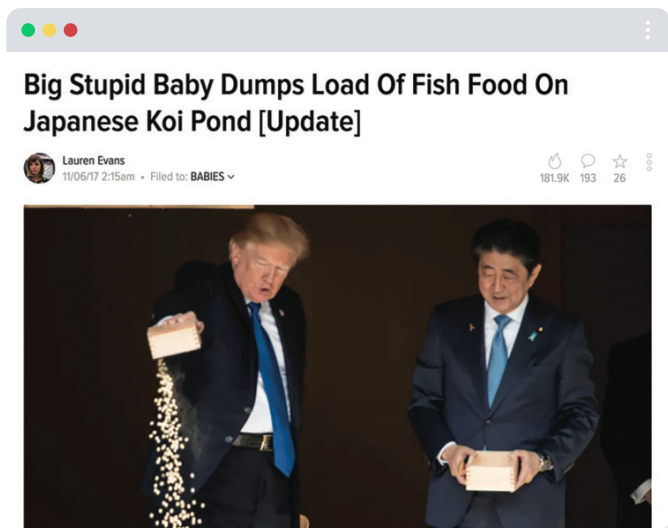 Big Stupid Baby Dumps Load Of Fish Food On
Japanese Koi Pond [Update]
Lauren Evans
11/06/17 2:15am • Filed to: BABIES
181.9K 193 26